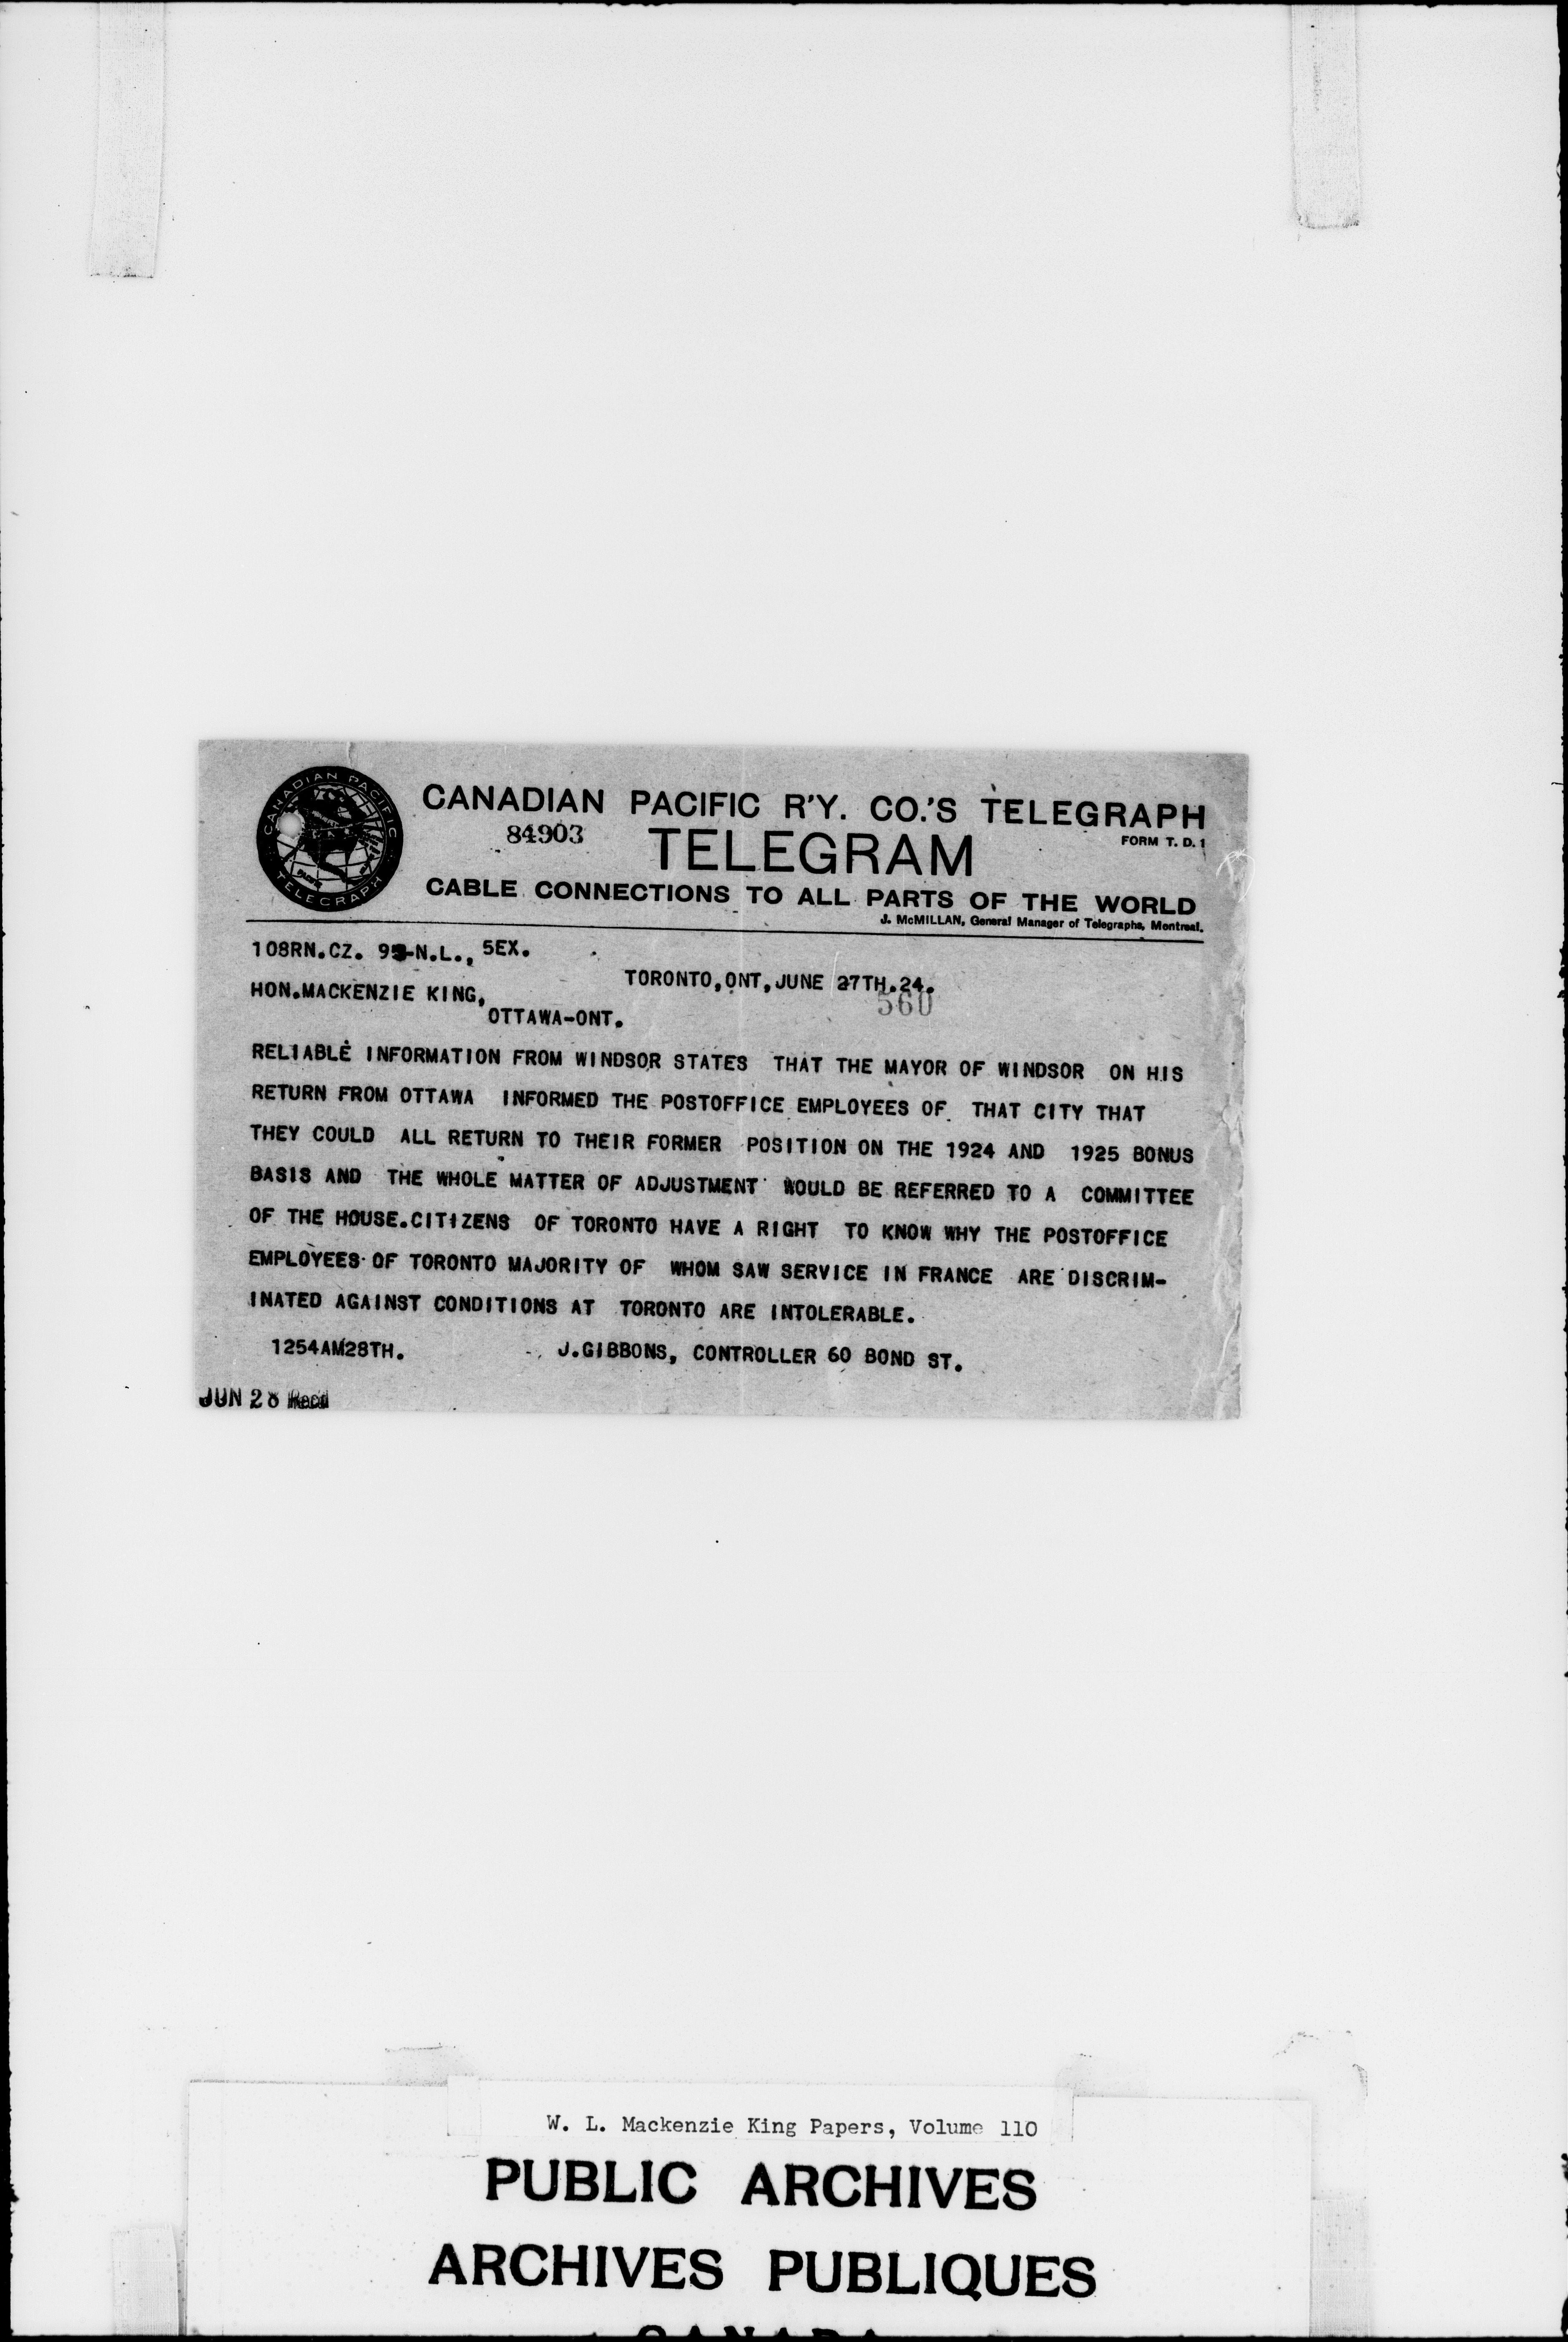 CANADIAN PACIFIC
TELEGRAPH
CANADIAN PACIFIC R'Y. CO.'S TELEGRAPH
84903
TELEGRAM
FORM T. D. 1
CABLE CONNECTIONS TO ALL PARTS OF THE WORLD
J. McMILLAN, General Manager of Telegraphs, Montreal.
108RN.CZ. N.L., 5EX.
TORONTO,ONT,JUNE 27TH.24.
HON.MACKENZIE KING,
560
OTTAWA-ONT.
RELIABLE INFORMATION FROM WINDSOR STATES THAT THE MAYOR OF WINDSOR ON HIS
RETURN FROM OTTAWA INFORMED THE POSTOFFICE EMPLOYEES OF THAT CITY THAT
THEY COULD ALL RETURN TO THEIR FORMER POSITION ON THE 1924 AND 1925 BONUS
BASIS AND THE WHOLE MATTER OF ADJUSTMENT WOULD BE REFERRED TO A COMMITTEE
OF THE HOUSE.CITIZENS OF TORONTO HAVE A RIGHT TO KNOW WHY THE POSTOFFICE
EMPLOYEES OF TORONTO MAJORITY OF WHOM SAW SERVICE IN FRANCE ARE DISCRIM-
INATED AGAINST CONDITIONS AT TORONTO ARE INTOLERABLE.
1254AM28TH. J.GIBBONS, CONTROLLER 60 BOND ST.
JUN 28 Recd
W. L. Mackenzie King Papers, Volume 110
PUBLIC ARCHIVES
ARCHIVES PUBLIQUES
CANADA